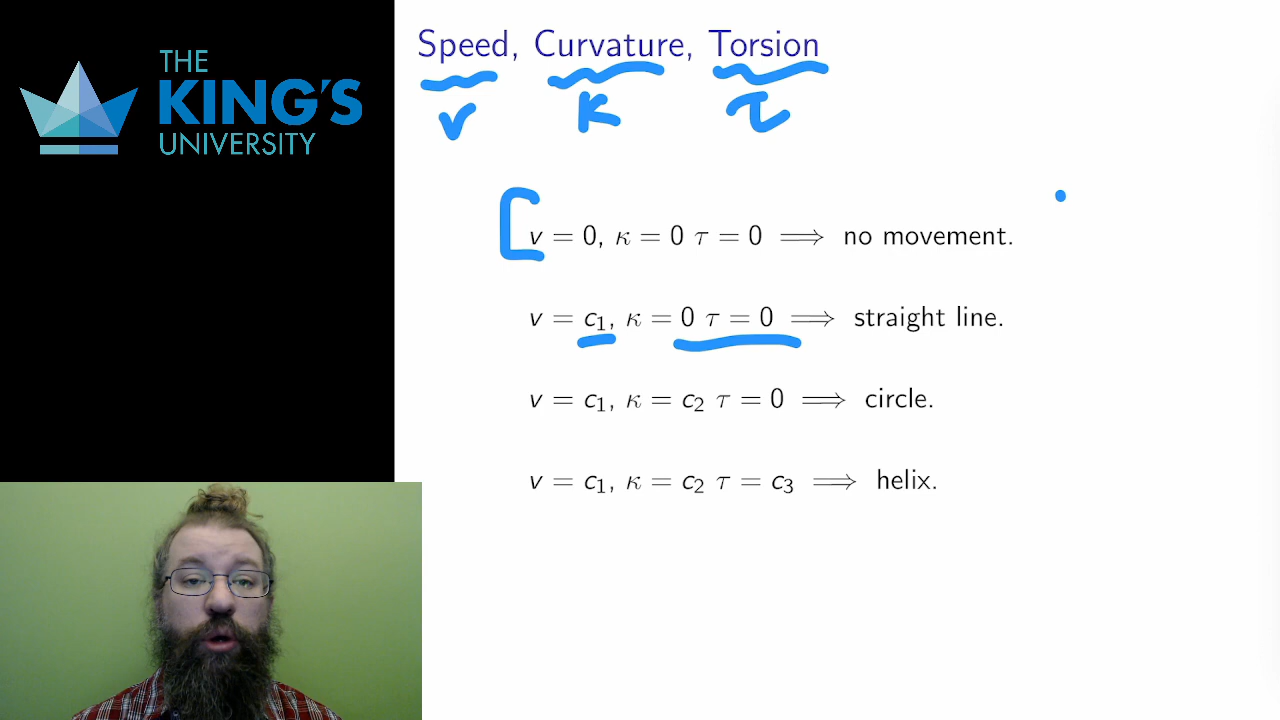 THE
KING'S
UNIVERSITY
Speed, Curvature, Torsion
v κ τ
v = 0, κ = 0 τ = 0 ⟹ no movement.
v = c₁, κ = 0 τ = 0 ⟹ straight line.
v = c₁, κ = c₂ τ = 0 ⟹ circle.
v = c₁, κ = c₂ τ = c₃ ⟹ helix.